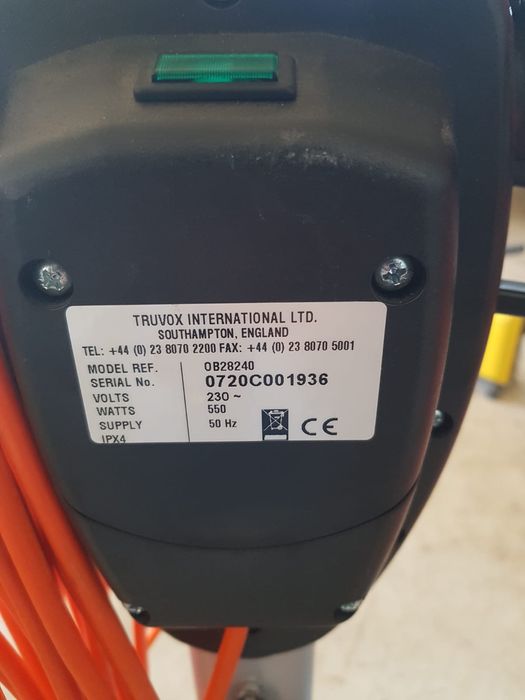 TRUVOX INTERNATIONAL LTD.
SOUTHAMPTON, ENGLAND
TEL: +44 (0) 23 8070 2200 FAX: +44 (0) 23 8070 5001
MODEL REF. OB28240
SERIAL No. 0720C001936
VOLTS 230 ~
WATTS 550
SUPPLY 50 Hz
IPX4 CE